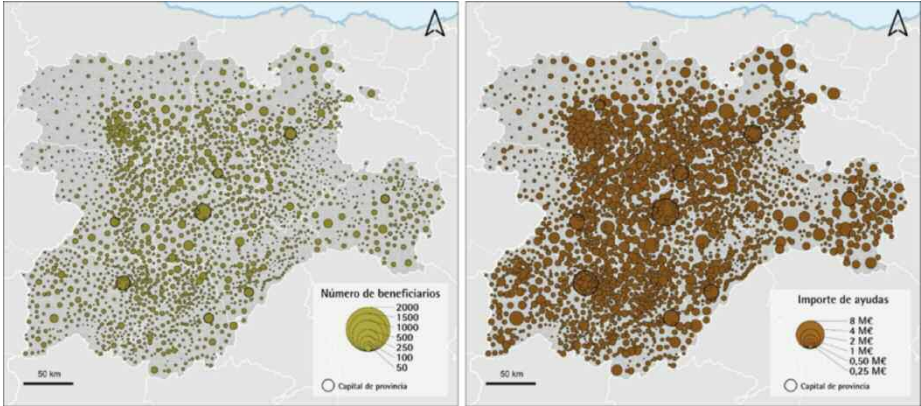 Número de beneficiarios
2000
1500
1000
500
250
100
50
Capital de provincia
50 km
Importe de ayudas
8 M€
4 M€
2 M€
1 M€
0,50 M€
0,25 M€
Capital de provincia
50 km